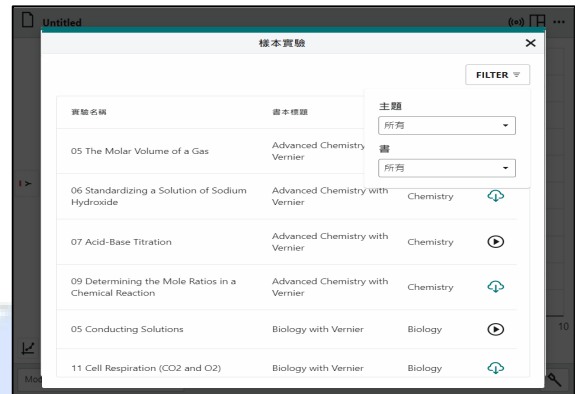 Untitled
樣本實驗
FILTER
主題
所有
書
所有
實驗名稱 書本標題
05 The Molar Volume of a Gas Advanced Chemistry
Vernier
06 Standardizing a Solution of Sodium
Hydroxide Advanced Chemistry with
Vernier Chemistry
07 Acid-Base Titration Advanced Chemistry with
Vernier Chemistry
09 Determining the Mole Ratios in a
Chemical Reaction Advanced Chemistry with
Vernier Chemistry
05 Conducting Solutions Biology with Vernier Biology
11 Cell Respiration (CO2 and O2) Biology with Vernier Biology
10